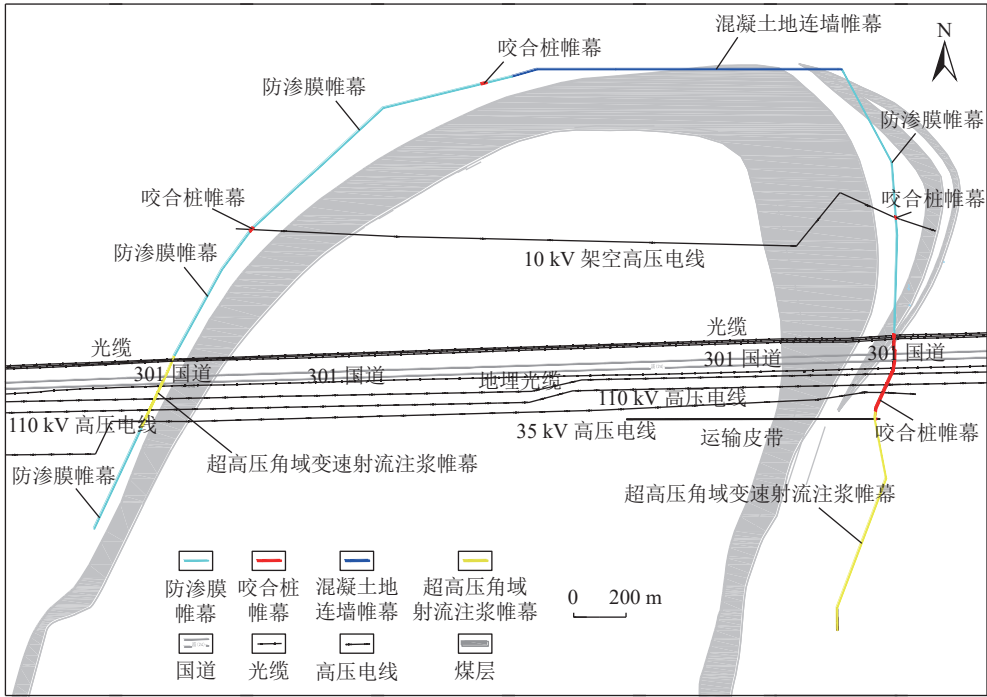 混凝土地连墙帷幕
N
咬合桩帷幕
防渗膜帷幕
防渗膜帷幕
咬合桩帷幕
咬合桩帷幕
防渗膜帷幕
10 kV 架空高压电线
光缆
光缆
301 国道
301 国道
301 国道
301 国道
地埋光缆
110 kV 高压电线
110 kV 高压电线
35 kV 高压电线
运输皮带
咬合桩帷幕
超高压角域变速射流注浆帷幕
防渗膜帷幕
超高压角域变速射流注浆帷幕
防渗膜
帷幕
咬合桩
帷幕
混凝土地
连墙帷幕
超高压角域
射流注浆帷幕
0 200 m
国道
光缆
高压电线
煤层